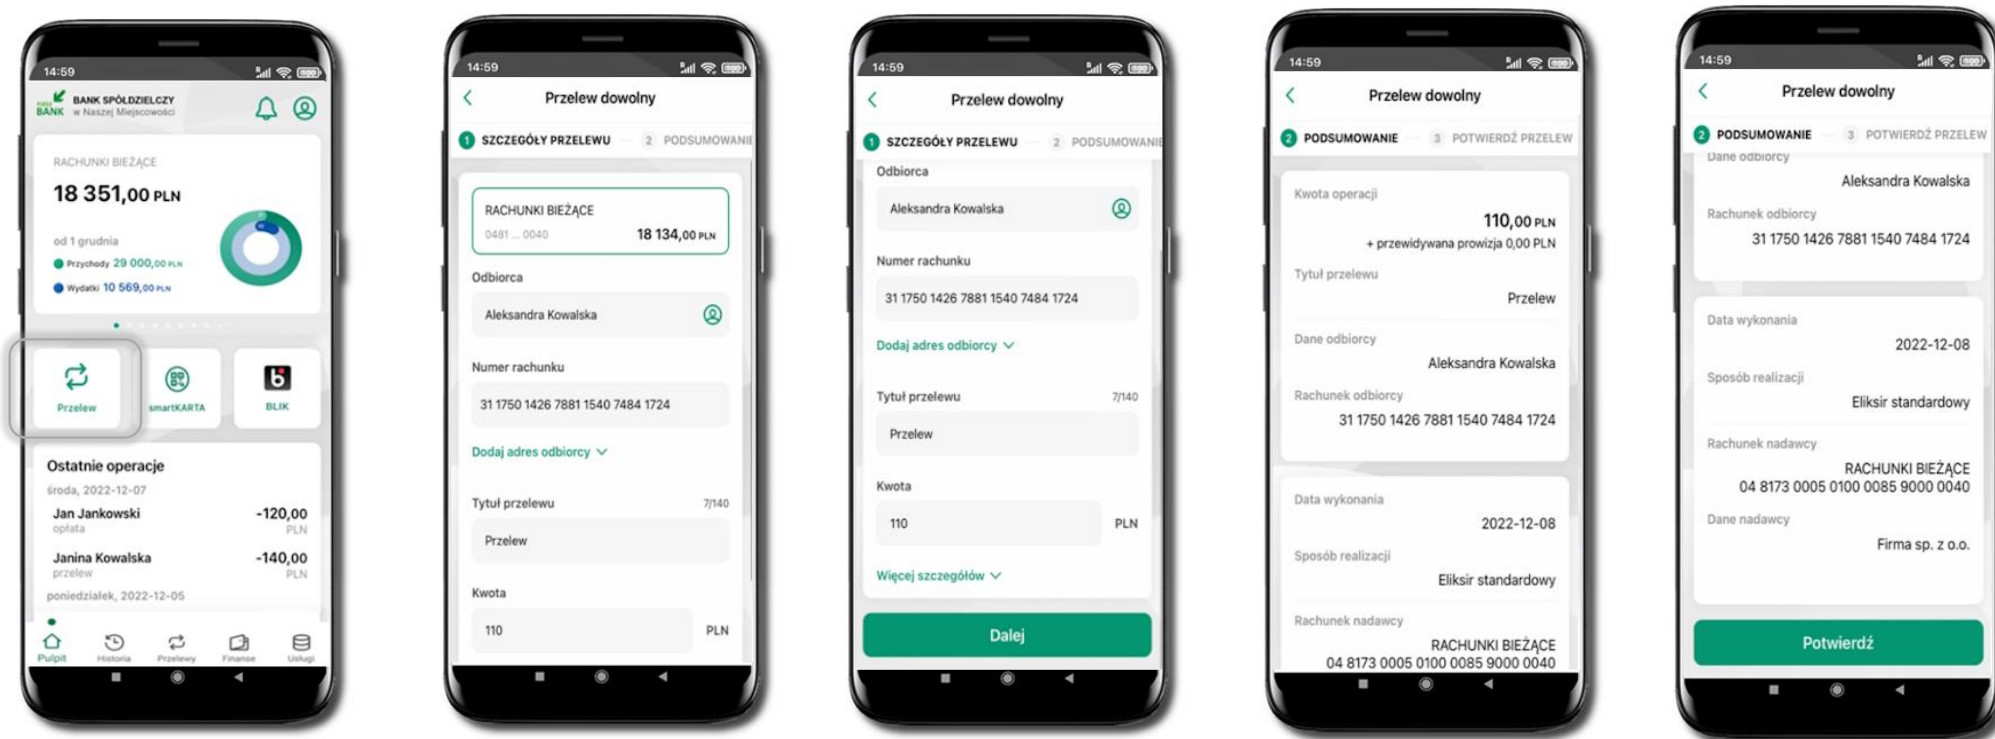 14:59
nasz BANK
BANK SPÓŁDZIELCZY
w Naszej Miejscowości
RACHUNKI BIEŻĄCE
18 351,00 PLN
od 1 grudnia
Przychody 29 000,00 PLN
Wydatki 10 569,00 PLN
Przelew
smartKARTA
BLIK
Ostatnie operacje
środa, 2022-12-07
Jan Jankowski -120,00
opłata PLN
Janina Kowalska -140,00
przelew PLN
poniedziałek, 2022-12-05
Pulpit Historia Przelewy Finanse Usługi
14:59
Przelew dowolny
1 SZCZEGÓŁY PRZELEWU 2 PODSUMOWANIE
RACHUNKI BIEŻĄCE
0481 ... 0040 18 134,00 PLN
Odbiorca
Aleksandra Kowalska
Numer rachunku
31 1750 1426 7881 1540 7484 1724
Dodaj adres odbiorcy
Tytuł przelewu 7/140
Przelew
Kwota
110 PLN
14:59
Przelew dowolny
1 SZCZEGÓŁY PRZELEWU 2 PODSUMOWANIE
Odbiorca
Aleksandra Kowalska
Numer rachunku
31 1750 1426 7881 1540 7484 1724
Dodaj adres odbiorcy
Tytuł przelewu 7/140
Przelew
Kwota
110 PLN
Więcej szczegółów
Dalej
14:59
Przelew dowolny
2 PODSUMOWANIE 3 POTWIERDŹ PRZELEW
Kwota operacji
110,00 PLN
+ przewidywana prowizja 0,00 PLN
Tytuł przelewu
Przelew
Dane odbiorcy
Aleksandra Kowalska
Rachunek odbiorcy
31 1750 1426 7881 1540 7484 1724
Data wykonania
2022-12-08
Sposób realizacji
Eliksir standardowy
Rachunek nadawcy
RACHUNKI BIEŻĄCE
04 8173 0005 0100 0085 9000 0040
14:59
Przelew dowolny
2 PODSUMOWANIE 3 POTWIERDŹ PRZELEW
Dane odbiorcy
Aleksandra Kowalska
Rachunek odbiorcy
31 1750 1426 7881 1540 7484 1724
Data wykonania
2022-12-08
Sposób realizacji
Eliksir standardowy
Rachunek nadawcy
RACHUNKI BIEŻĄCE
04 8173 0005 0100 0085 9000 0040
Dane nadawcy
Firma sp. z o.o.
Potwierdź